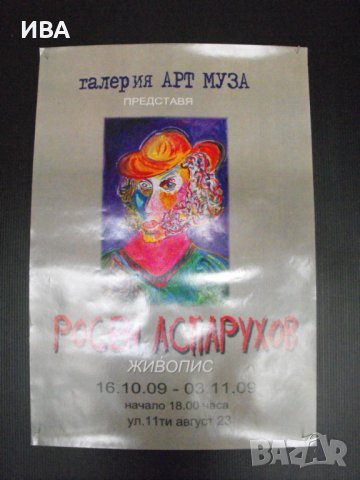 ИВА
галерия АРТ МУЗА
ПРЕДСТАВЯ
РОСЕН АСПАРУХОВ
живопис
16.10.09 - 03.11.09
начало 18.00 часа
ул.11ти август 23
BAZAR